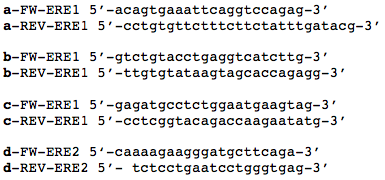 a-FW-ERE1 5’-acagtgaaattcaggtccagag-3’
a-REV-ERE1 5’-cctgtgttctttcttctatttgatacg-3’
b-FW-ERE1 5’-gtctgtacctgaggtcatcttg-3’
b-REV-ERE1 5’-ttgtgtataagtagcaccagagg-3’
c-FW-ERE1 5’-gagatgcctctggaatgaagtag-3’
c-REV-ERE1 5’-cctcggtacagaccaagaatatg-3’
d-FW-ERE2 5’-caaaagaagggatgcttcaga-3’
d-REV-ERE2 5’- tctcctgaatcctgggtgag-3’